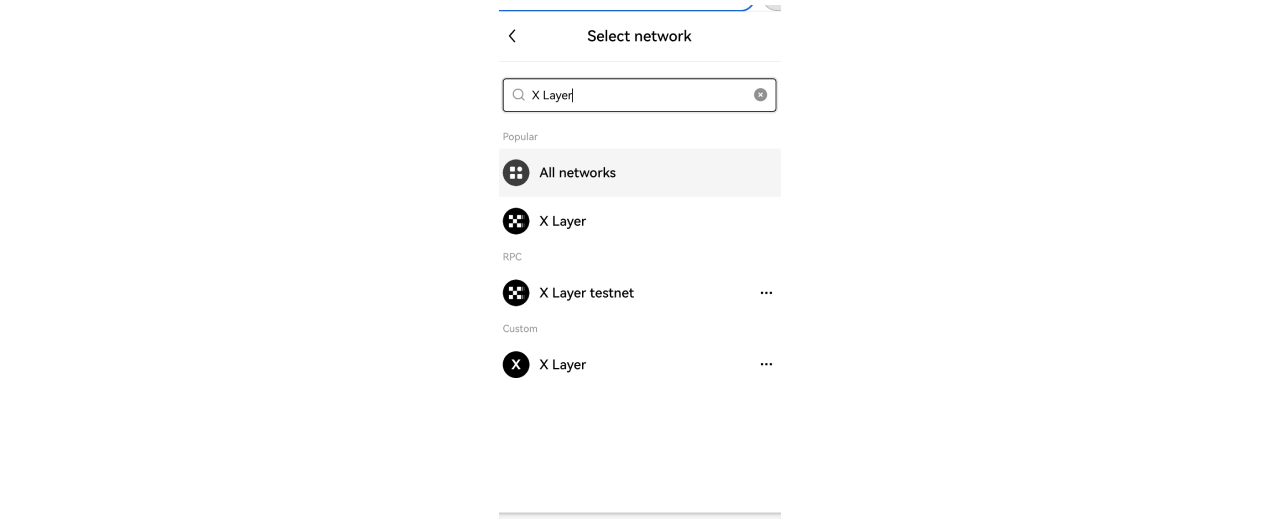 Select network
X Layer
Popular
All networks
X Layer
RPC
X Layer testnet
Custom
X X Layer